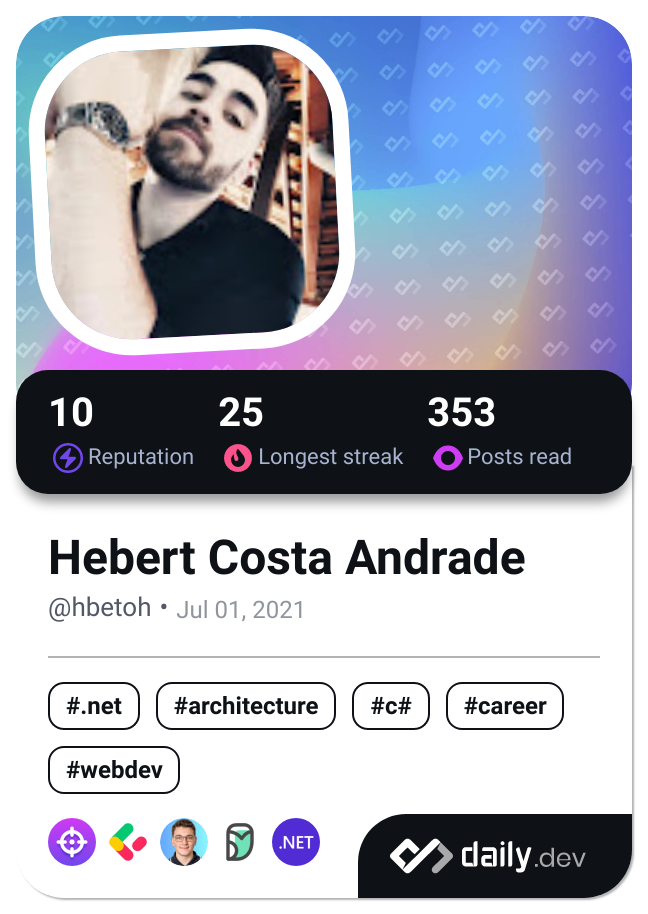 10 25 353
Reputation Longest streak Posts read
Hebert Costa Andrade
@hbetoh • Jul 01, 2021
#.net #architecture #c# #career
#webdev
.NET daily.dev